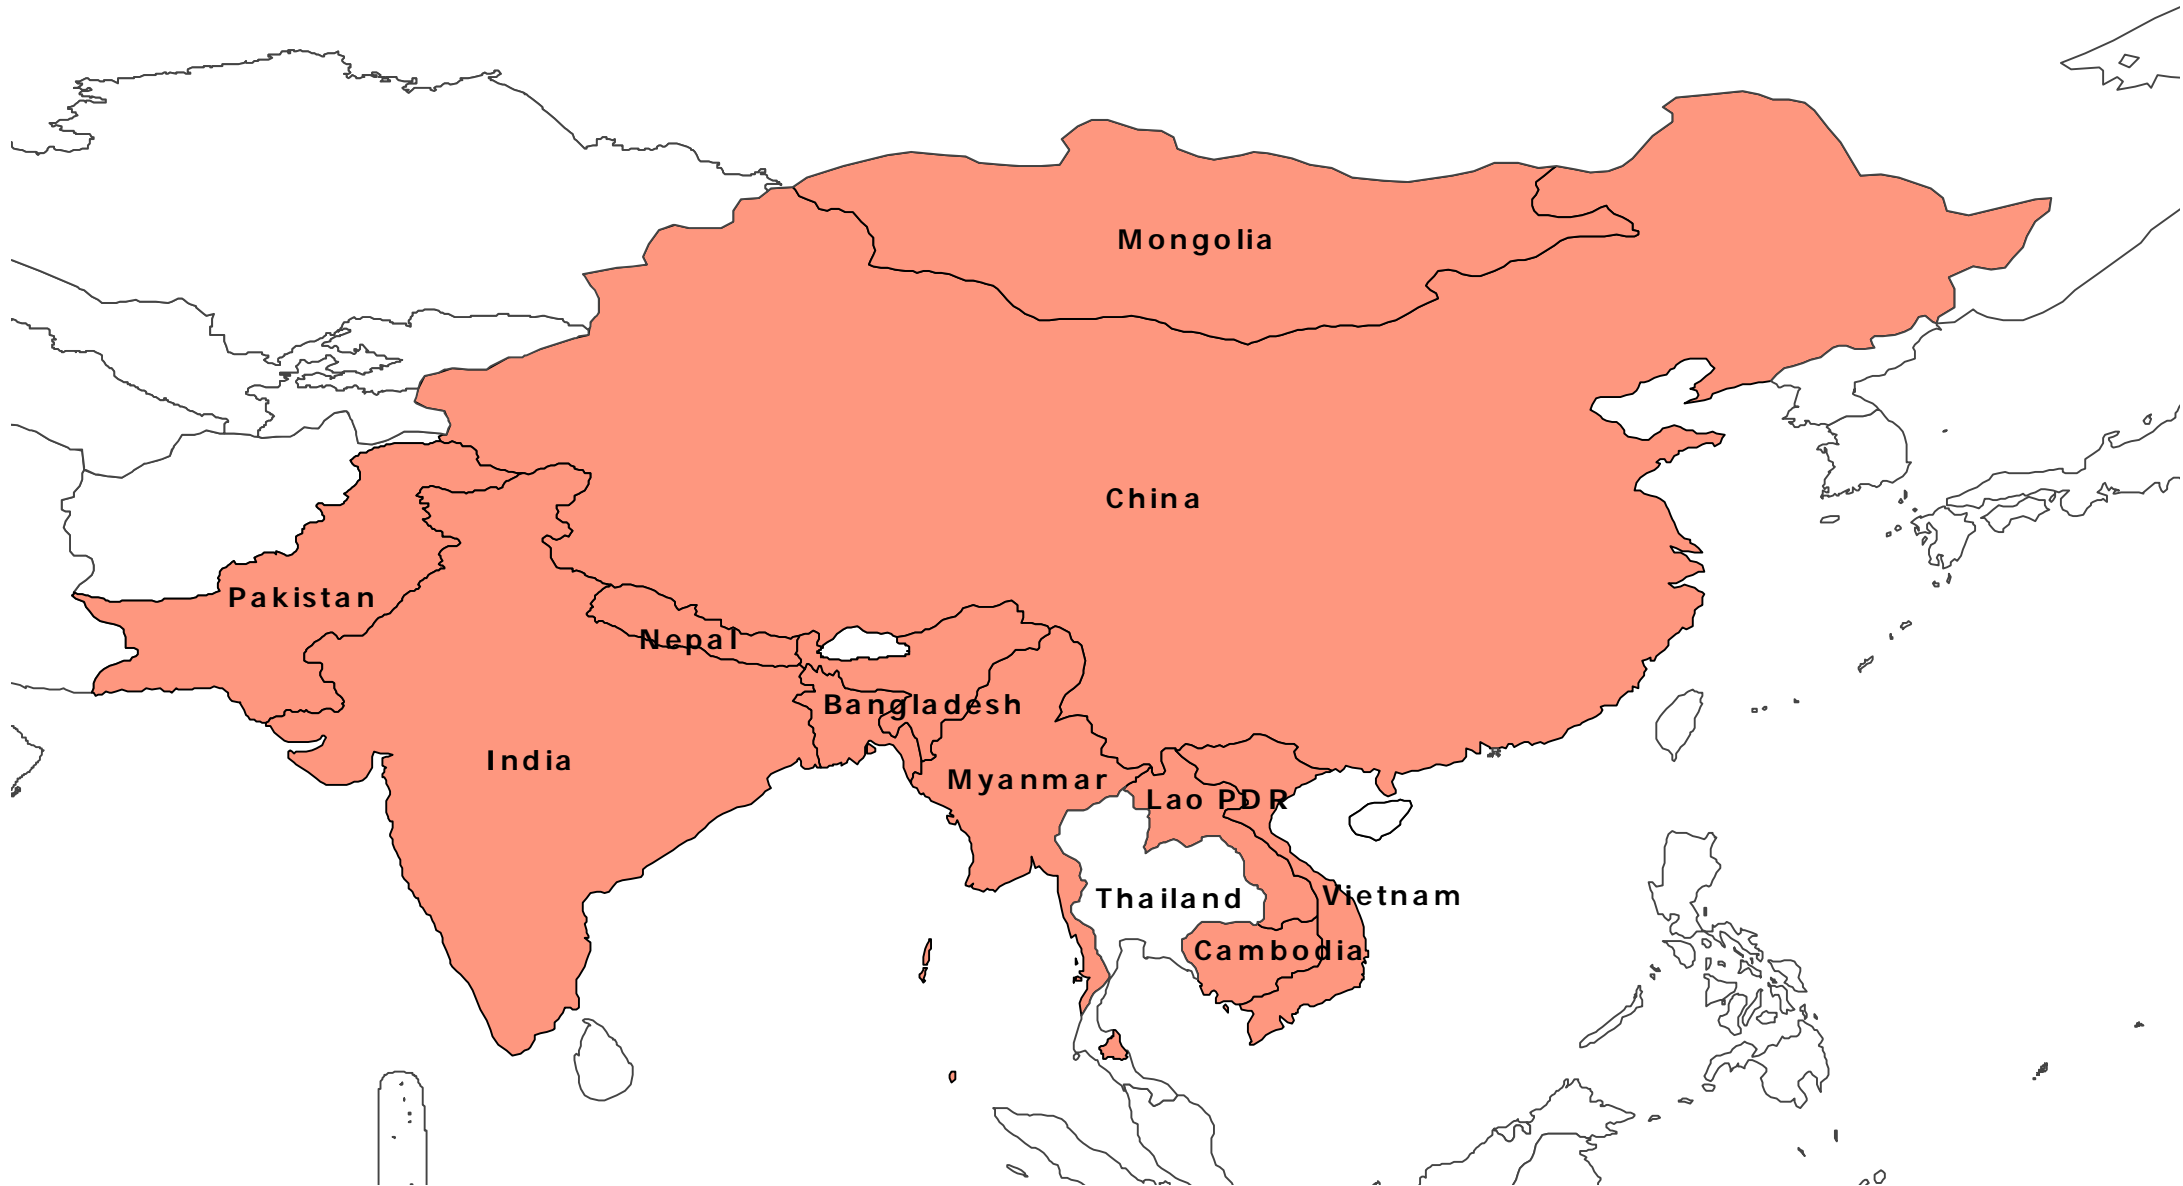 Mongolia
China
Pakistan
Nepal
Bangladesh
India
Myanmar
Lao PDR
Thailand
Vietnam
Cambodia